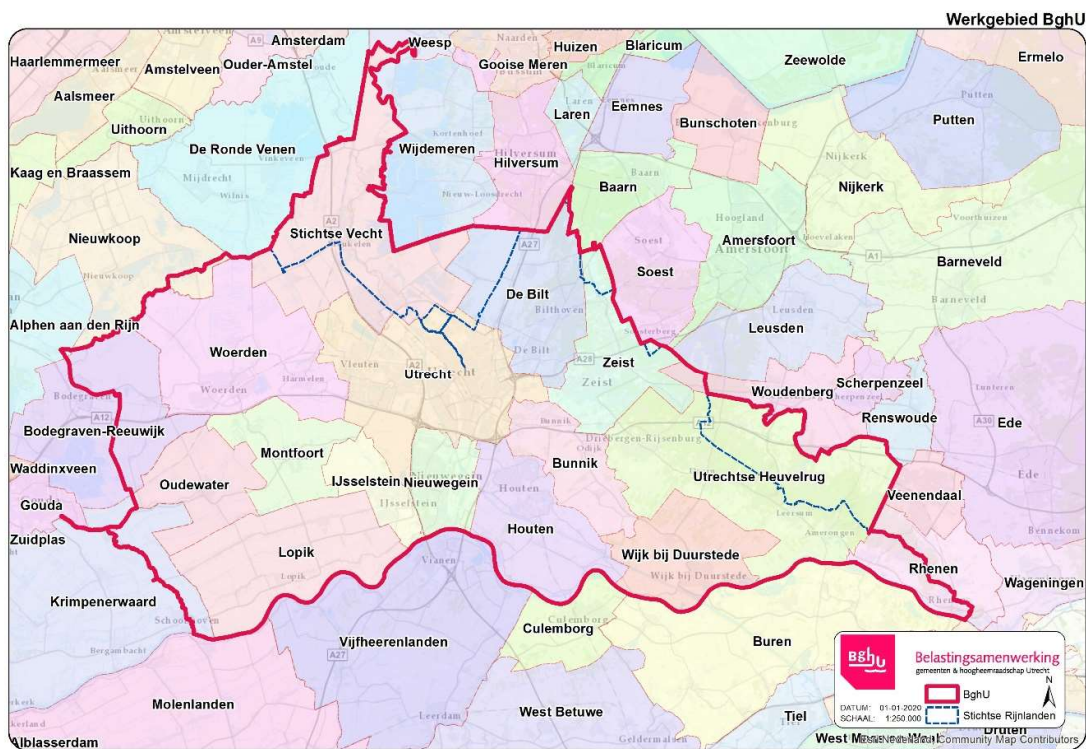 Werkgebied BghU
Amsterdam
Weesp
Huizen
Blaricum
Zeewolde
Ermelo
Haarlemmermeer
Amstelveen
Ouder-Amstel
Gooise Meren
Aalsmeer
Laren
Eemnes
Bunschoten
Putten
Uithoorn
De Ronde Venen
Wijdemeren
Hilversum
Kaag en Braassem
Baarn
Nijkerk
Nieuwkoop
Stichtse Vecht
Amersfoort
Soest
Barneveld
De Bilt
Alphen aan den Rijn
Woerden
Leusden
Zeist
Utrecht
Woudenberg
Scherpenzeel
Renswoude
Ede
Bodegraven-Reeuwijk
Montfoort
Bunnik
Waddinxveen
Oudewater
IJsselstein
Nieuwegein
Utrechtse Heuvelrug
Veenendaal
Gouda
Houten
Zuidplas
Lopik
Wijk bij Duurstede
Rhenen
Wageningen
Krimpenerwaard
Vijfheerenlanden
Culemborg
Buren
Molenlanden
West Betuwe
Tiel
Alblasserdam
BghU
Belastingsamenwerking
gemeenten & hoogheemraadschap Utrecht
N
BghU
DATUM: 01-01-2020
SCHAAL: 1:250 000
Stichtse Rijnlanden
Community Map Contributors